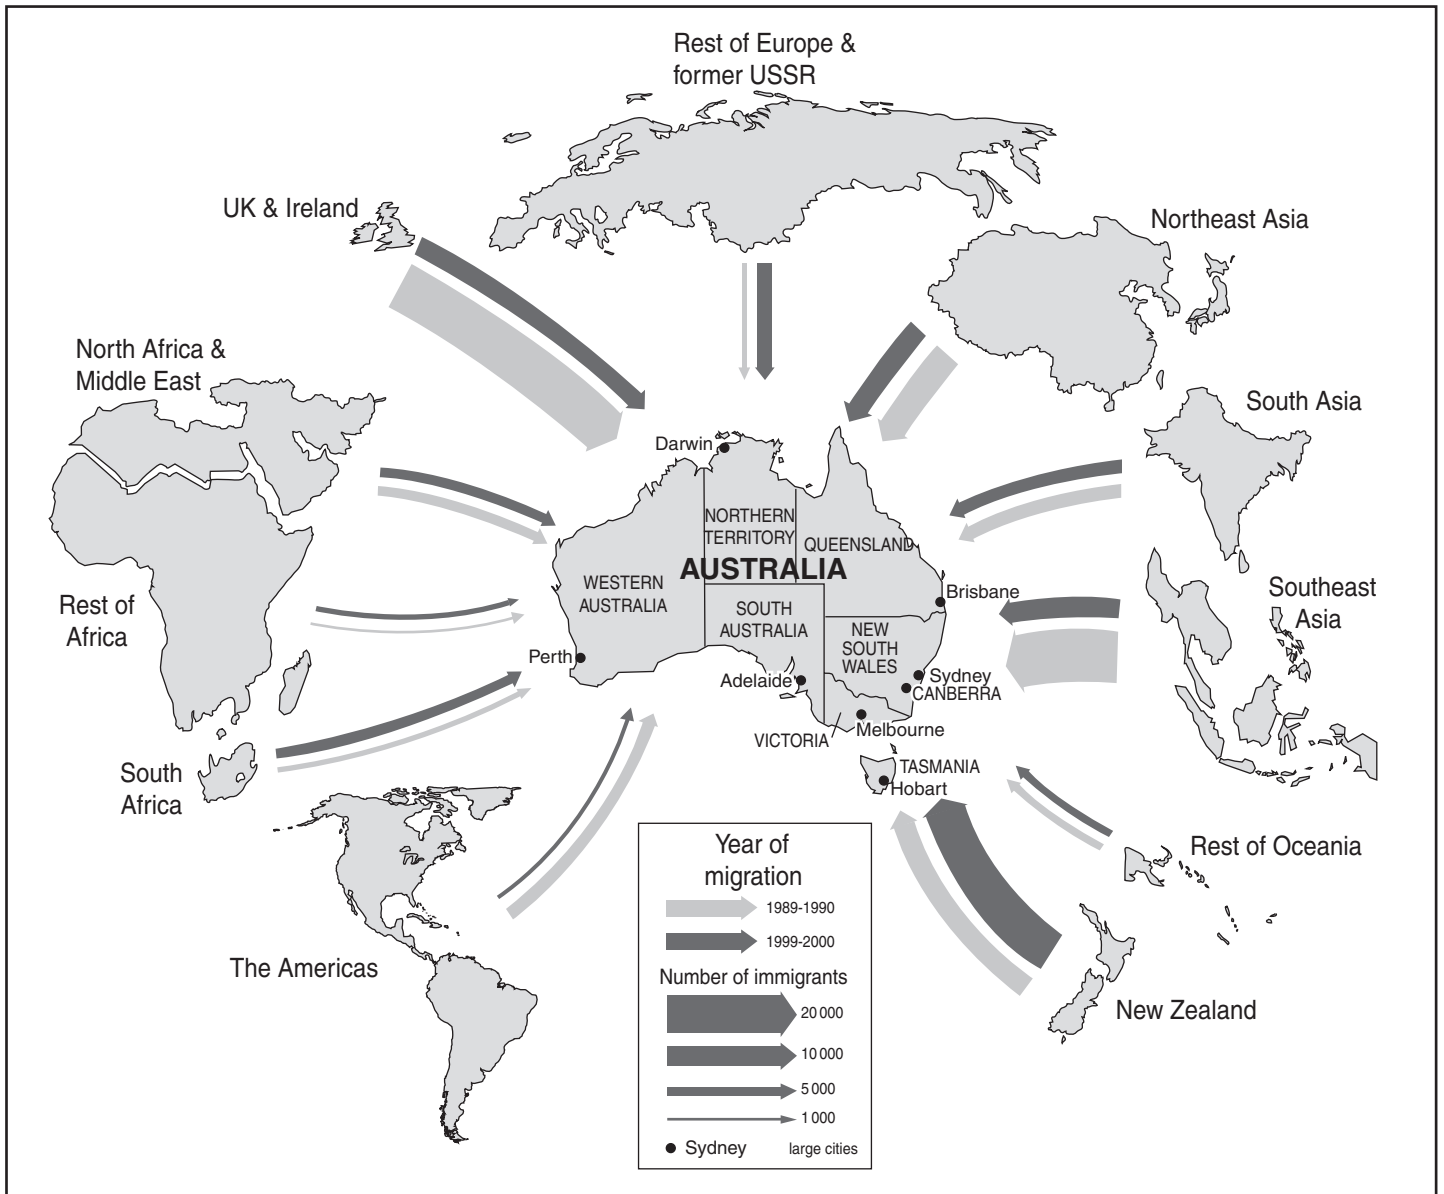 Rest of Europe &
former USSR
UK & Ireland
Northeast Asia
North Africa &
Middle East
South Asia
Darwin
NORTHERN
TERRITORY
QUEENSLAND
AUSTRALIA
WESTERN
AUSTRALIA
Brisbane
Southeast
Asia
Rest of
Africa
SOUTH
AUSTRALIA
NEW
SOUTH
WALES
Perth
Adelaide
Sydney
CANBERRA
VICTORIA
Melbourne
South
Africa
TASMANIA
Hobart
Rest of Oceania
The Americas
New Zealand
Year of
migration
1989-1990
1999-2000
Number of immigrants
20 000
10 000
5 000
1 000
Sydney large cities